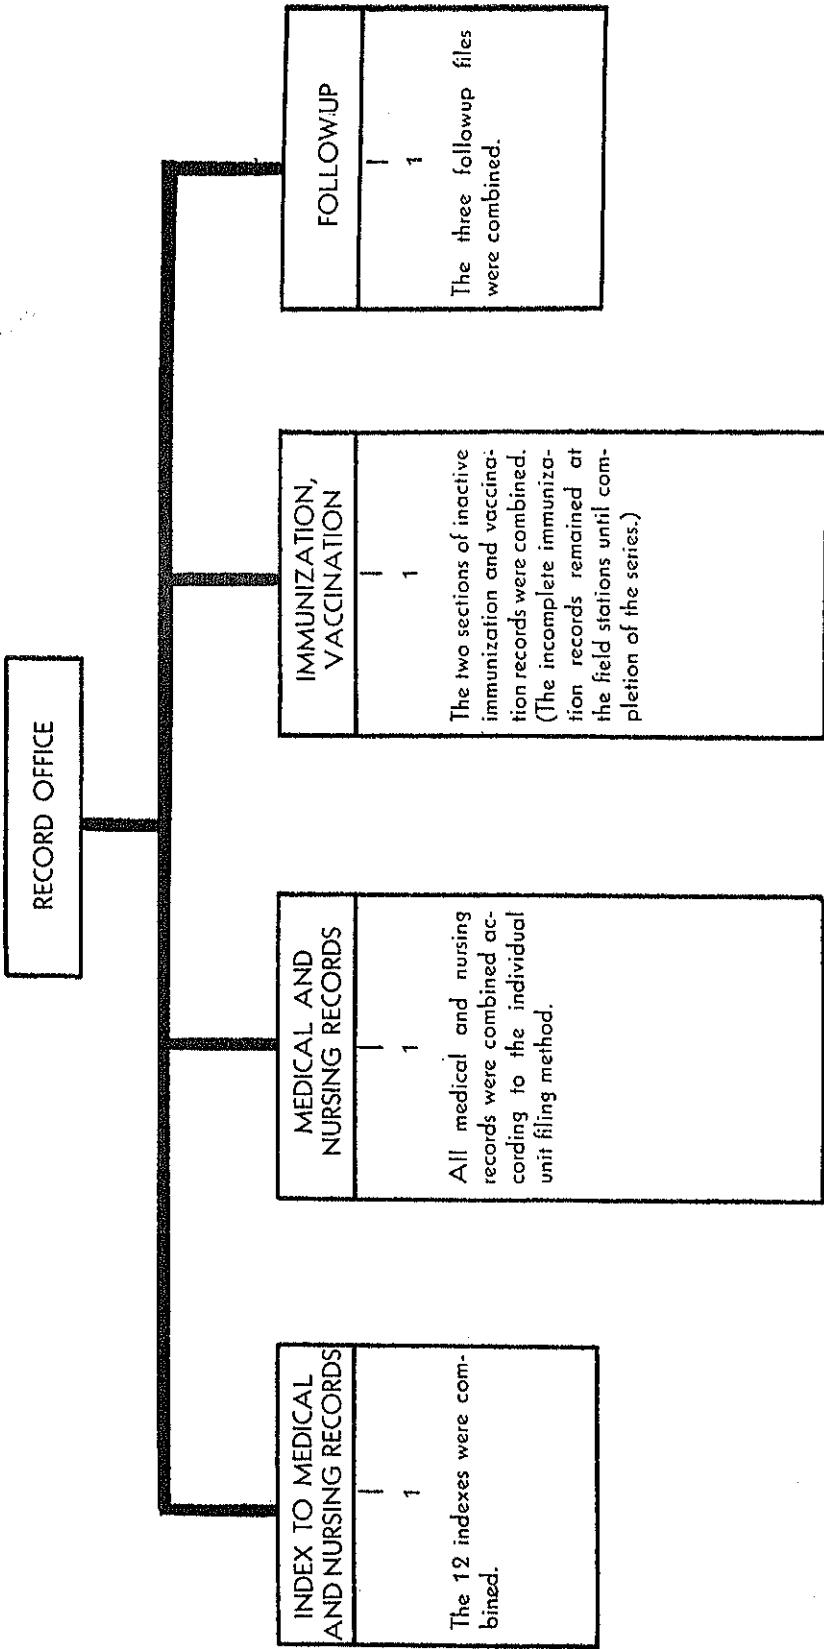 RECORD OFFICE
INDEX TO MEDICAL
AND NURSING RECORDS
1
The 12 indexes were com-
bined.
MEDICAL AND
NURSING RECORDS
1
All medical and nursing
records were combined ac-
cording to the individual
unit filing method.
IMMUNIZATION,
VACCINATION
1
The two sections of inactive
immunization and vaccina-
tion records were combined.
(The incomplete immuniza-
tion records remained at
the field stations until com-
pletion of the series.)
FOLLOWUP
1
The three followup files
were combined.